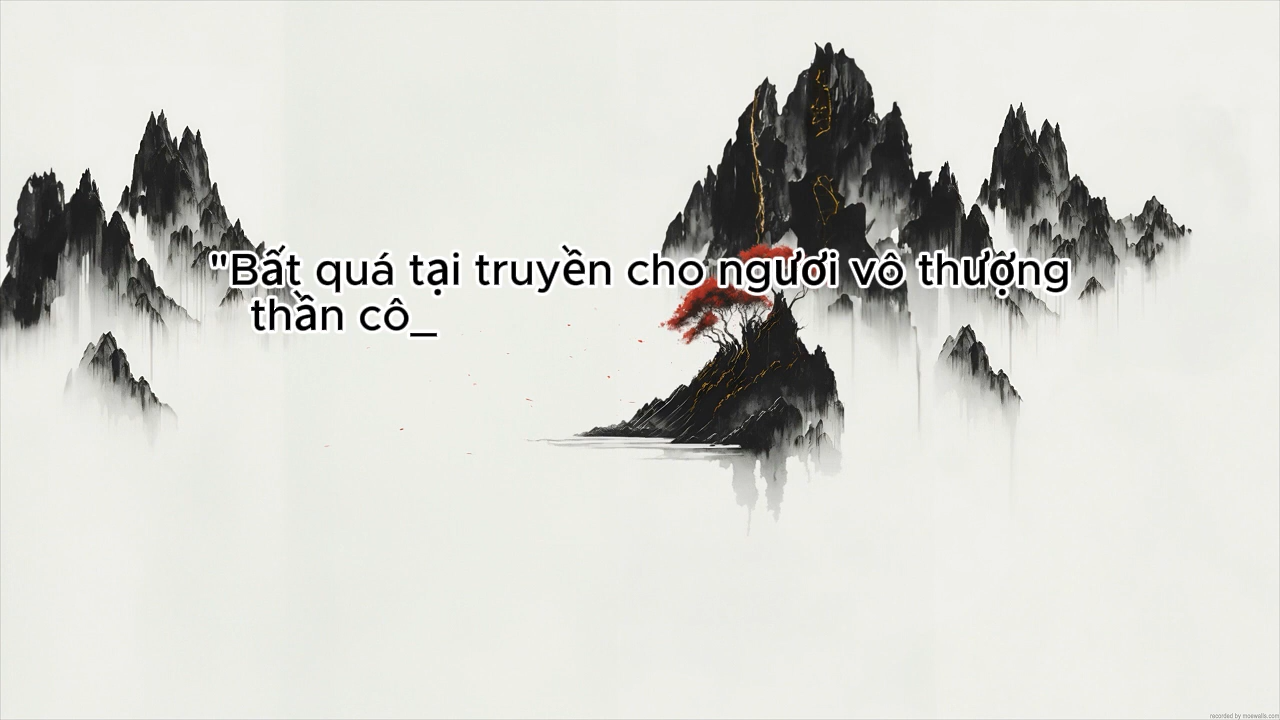 "Bất quá tại truyền cho ngươi vô thượng
thần cô_
recorded by moewalls.com